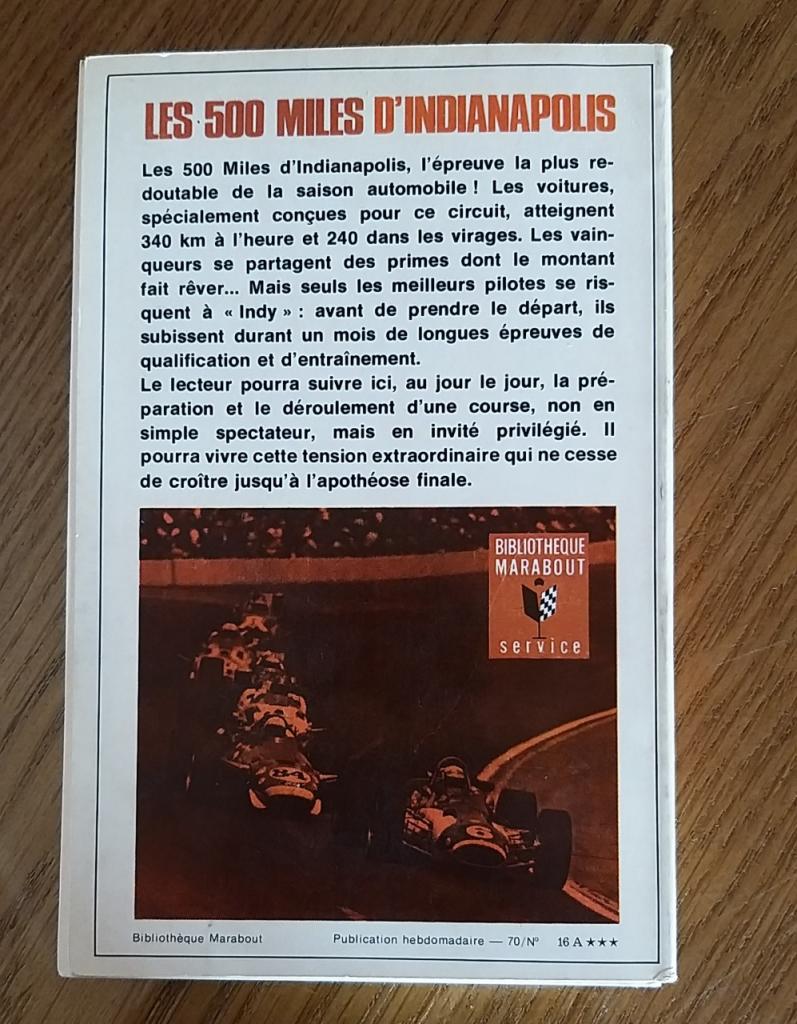 LES 500 MILES D'INDIANAPOLIS
Les 500 Miles d'Indianapolis, l'épreuve la plus re-
doutable de la saison automobile ! Les voitures,
spécialement conçues pour ce circuit, atteignent
340 km à l'heure et 240 dans les virages. Les vain-
queurs se partagent des primes dont le montant
fait rêver... Mais seuls les meilleurs pilotes se ris-
quent à « Indy » : avant de prendre le départ, ils
subissent durant un mois de longues épreuves de
qualification et d'entraînement.
Le lecteur pourra suivre ici, au jour le jour, la pré-
paration et le déroulement d'une course, non en
simple spectateur, mais en invité privilégié. Il
pourra vivre cette tension extraordinaire qui ne cesse
de croître jusqu'à l'apothéose finale.
BIBLIOTHEQUE
MARABOUT
service
84
6
Bibliothèque Marabout Publication hebdomadaire — 70/Nº 16 A ★★★